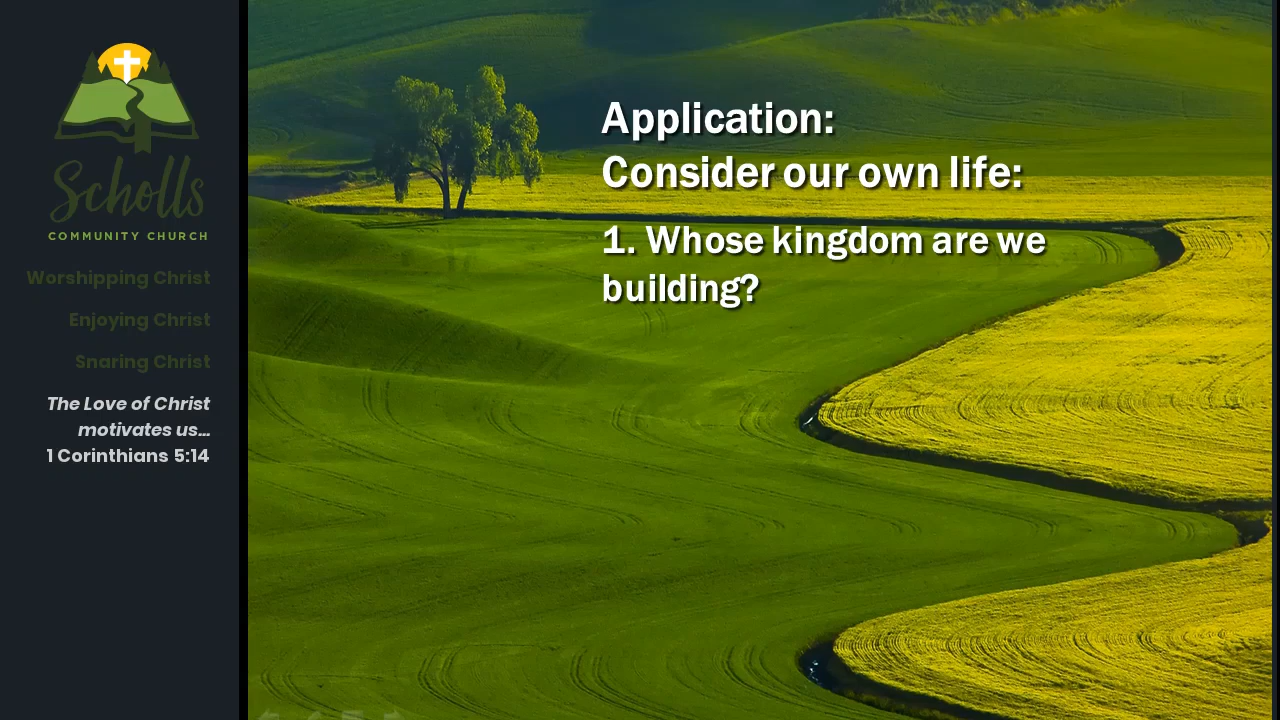 Scholls
COMMUNITY CHURCH
Worshipping Christ
Enjoying Christ
Snaring Christ
The Love of Christ
motivates us...
1 Corinthians 5:14
Application:
Consider our own life:
1. Whose kingdom are we
building?